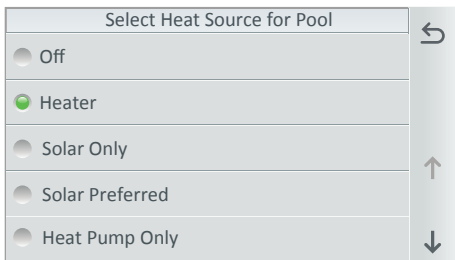 Select Heat Source for Pool
Off
Heater
Solar Only
Solar Preferred
Heat Pump Only